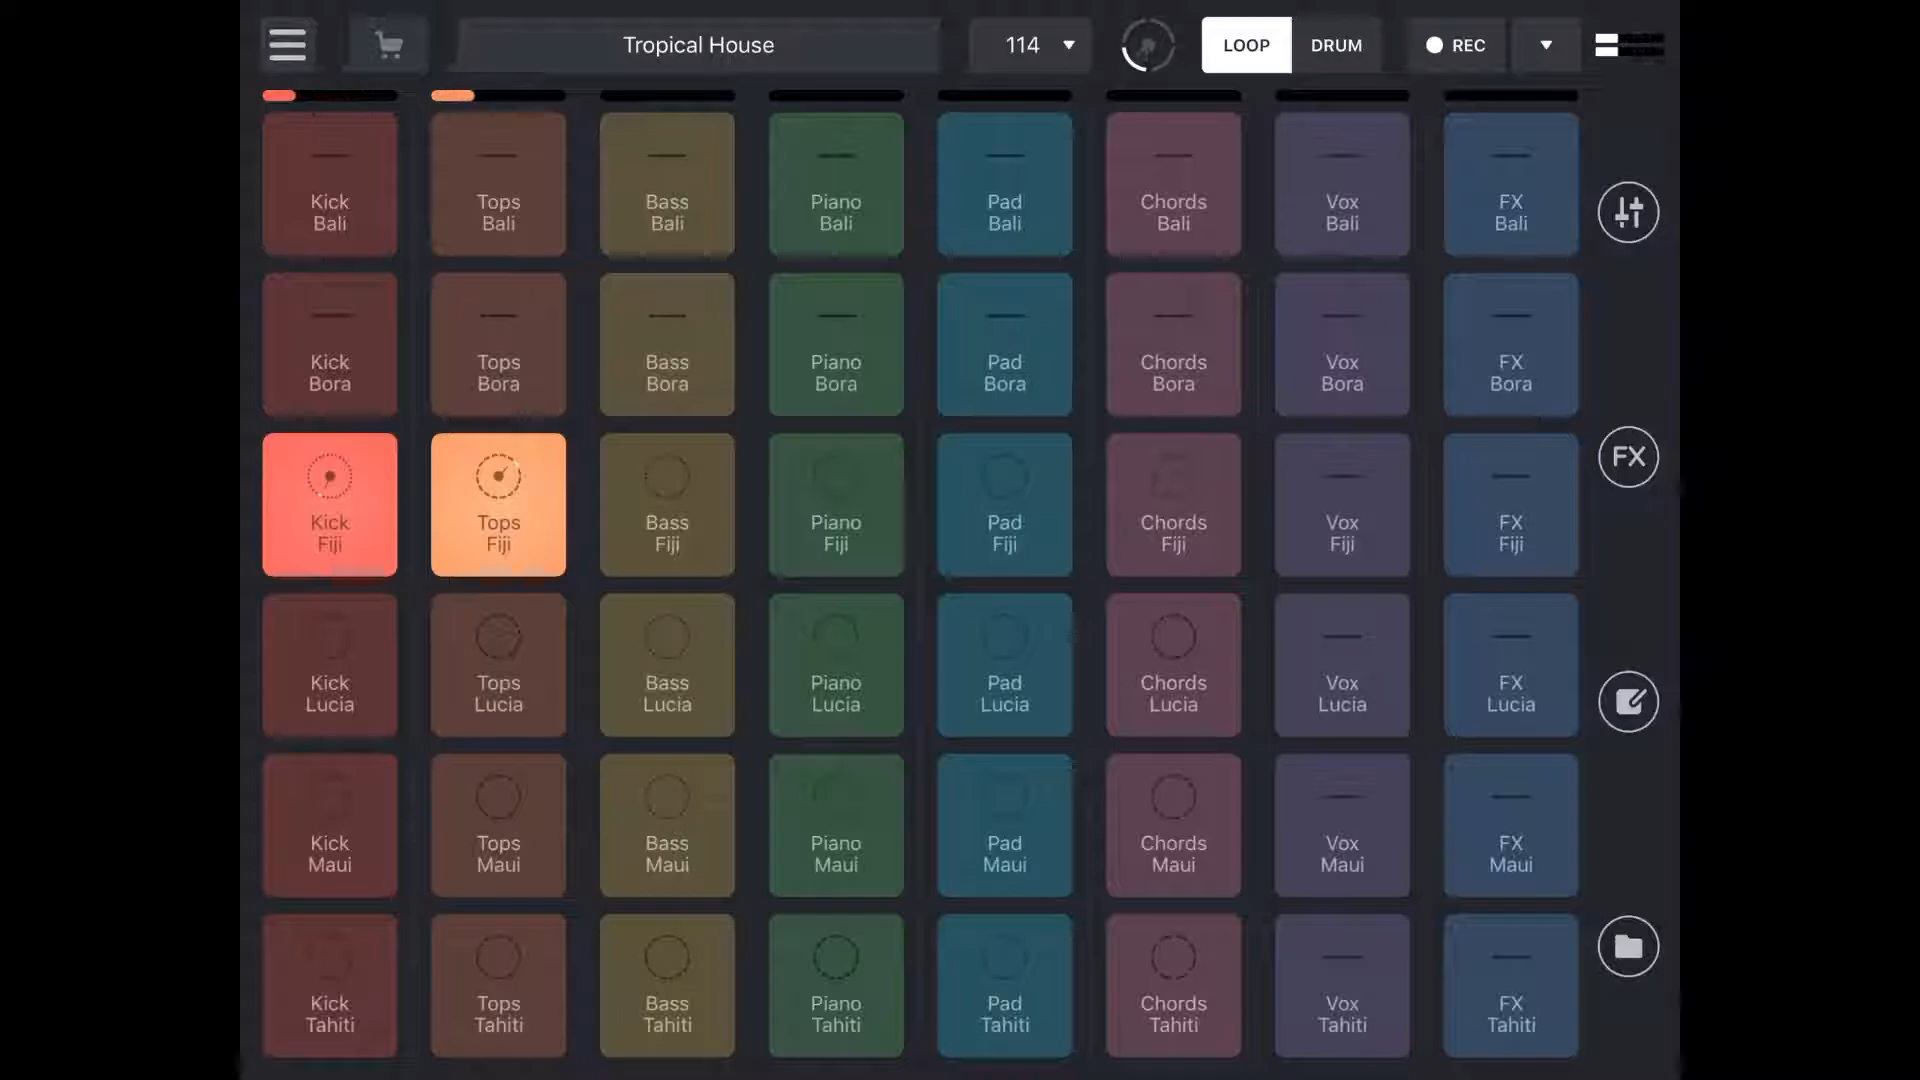 Tropical House
114
LOOP
DRUM
REC
Kick
Bali
Tops
Bali
Bass
Bali
Piano
Bali
Pad
Bali
Chords
Bali
Vox
Bali
FX
Bali
Kick
Bora
Tops
Bora
Bass
Bora
Piano
Bora
Pad
Bora
Chords
Bora
Vox
Bora
FX
Bora
FX
Kick
Fiji
Tops
Fiji
Bass
Fiji
Piano
Fiji
Pad
Fiji
Chords
Fiji
Vox
Fiji
FX
Fiji
Kick
Lucia
Tops
Lucia
Bass
Lucia
Piano
Lucia
Pad
Lucia
Chords
Lucia
Vox
Lucia
FX
Lucia
Kick
Maui
Tops
Maui
Bass
Maui
Piano
Maui
Pad
Maui
Chords
Maui
Vox
Maui
FX
Maui
Kick
Tahiti
Tops
Tahiti
Bass
Tahiti
Piano
Tahiti
Pad
Tahiti
Chords
Tahiti
Vox
Tahiti
FX
Tahiti